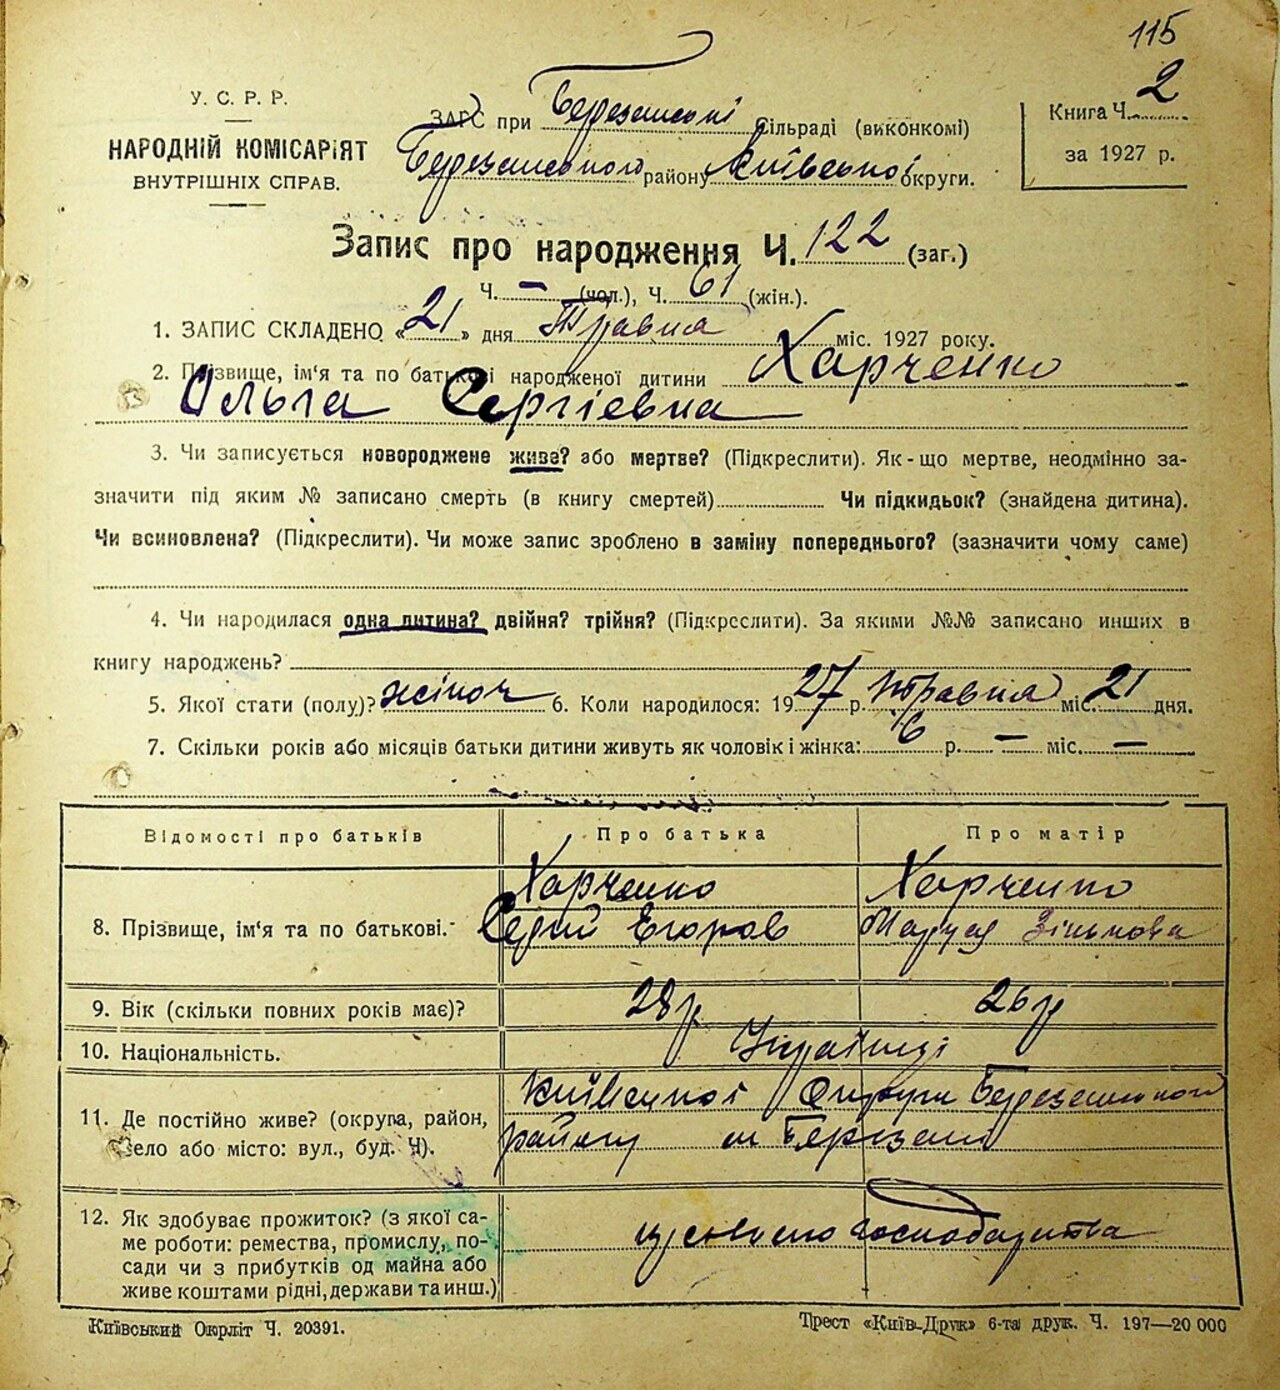 115
У. С. Р. Р.
НАРОДНІЙ КОМІСАРІЯТ
ВНУТРІШНІХ СПРАВ.
ЗАГС при Березанські Сільраді (виконкомі)
Березанського району Київської округи.
Книга Ч. 2
за 1927 р.
Запис про народження Ч. 122 (заг.)
Ч. — (чол.), Ч. 61 (жін.).
1. ЗАПИС СКЛАДЕНО „21" дня Травня міс. 1927 року.
2. Прізвище, ім'я та по батькові народженої дитини Харченко
Ольга Сергієвна
3. Чи записується новороджене живе? або мертве? (Підкреслити). Як-що мертве, неодмінно за-
значити під яким № записано смерть (в книгу смертей) Чи підкидьок? (знайдена дитина).
Чи всиновлена? (Підкреслити). Чи може запис зроблено в заміну попереднього? (зазначити чому саме)
4. Чи народилася одна дитина? двійня? трійня? (Підкреслити). За якими №№ записано инших в
книгу народжень?
5. Якої стати (полу)? жіноч 6. Коли народилося: 1927 р. травня міс. 21 дня.
7. Скільки років або місяців батьки дитини живуть як чоловік і жінка: 6 р. — міс. —
Відомості про батьків Про батька Про матір
Харченко Харченко
8. Прізвище, ім'я та по батькові. Сергій Егоров Маруся Зінькова
9. Вік (скільки повних років має)? 28 р 26 р
10. Національність. Українці
11. Де постійно живе? (округа, район,
село або місто: вул., буд. Ч).
Київської Округи Березанського
району м Березані
12. Як здобуває прожиток? (з якої са-
ме роботи: ремества, промислу, по-
сади чи з прибутків од майна або
живе коштами рідні, держави та инш.)
господарства
Київський Окрліт Ч. 20391.
Трест «Київ-Друк» 6-та друк. Ч. 197—20 000